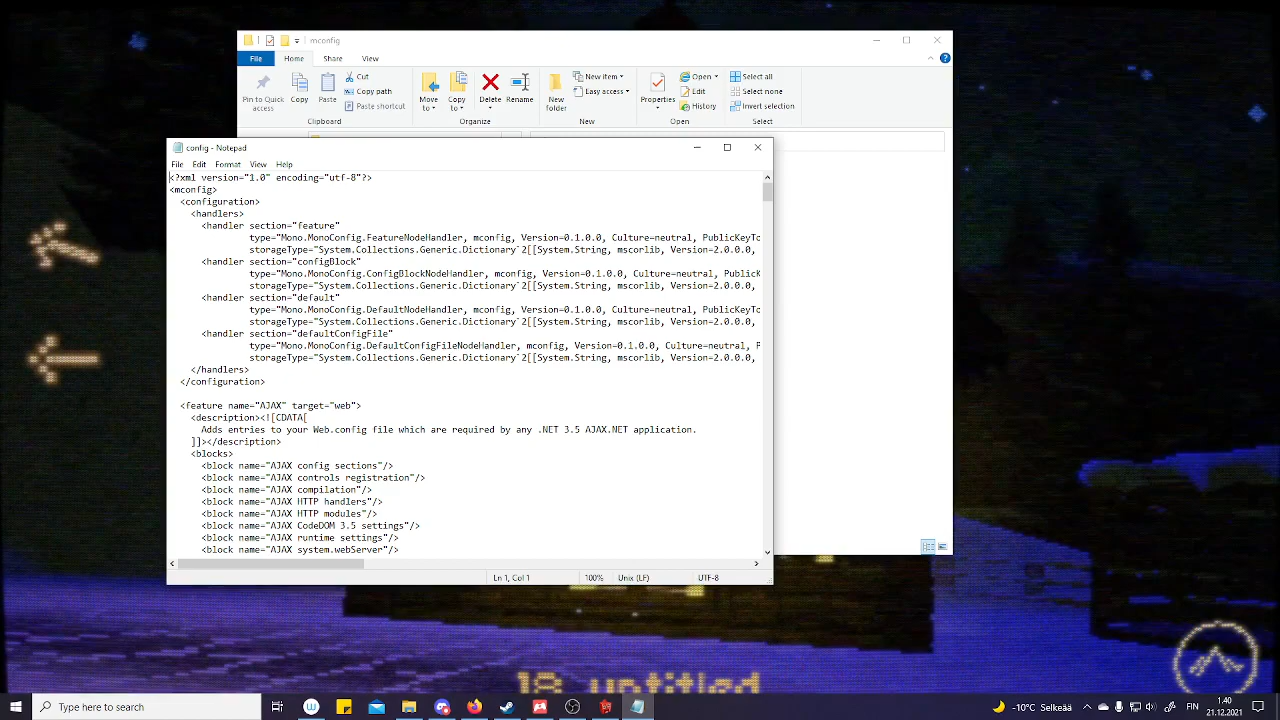 mconfig
File
Home
Share
View
Pin to Quick access
Copy
Paste
Cut
Copy path
Paste shortcut
Clipboard
Move to
Copy to
Delete
Rename
Organize
New folder
New item
Easy access
New
Properties
Open
Edit
History
Open
Select all
Select none
Invert selection
Select
config - Notepad
File Edit Format View Help
<?xml version="1.0" encoding="utf-8"?>
<mconfig>
<configuration>
<handlers>
<handler section="feature"
type="Mono.MonoConfig.FeatureNodeHandler, mconfig, Version=0.1.0.0, Culture=neutral, PublicKeyTo
storageType="System.Collections.Generic.Dictionary`2[[System.String, mscorlib, Version=2.0.0.0,
<handler section="configBlock"
type="Mono.MonoConfig.ConfigBlockNodeHandler, mconfig, Version=0.1.0.0, Culture=neutral, PublicK
storageType="System.Collections.Generic.Dictionary`2[[System.String, mscorlib, Version=2.0.0.0,
<handler section="default"
type="Mono.MonoConfig.DefaultNodeHandler, mconfig, Version=0.1.0.0, Culture=neutral, PublicKeyTo
storageType="System.Collections.Generic.Dictionary`2[[System.String, mscorlib, Version=2.0.0.0,
<handler section="defaultConfigFile"
type="Mono.MonoConfig.DefaultConfigFileNodeHandler, mconfig, Version=0.1.0.0, Culture=neutral, P
storageType="System.Collections.Generic.Dictionary`2[[System.String, mscorlib, Version=2.0.0.0,
</handlers>
</configuration>
<feature name="AJAX" target="web">
<description><![CDATA[
Adds entries to your Web.config file which are required by any .NET 3.5 AJAX.NET application.
]]></description>
<blocks>
<block name="AJAX config sections"/>
<block name="AJAX controls registration"/>
<block name="AJAX compilation"/>
<block name="AJAX HTTP handlers"/>
<block name="AJAX HTTP modules"/>
<block name="AJAX CodeDOM 3.5 settings"/>
<block name="AJAX runtime settings"/>
<block name="AJAX system.webServer"/>
Ln 1, Col 1
100%
Unix (LF)
UTF-8
18 untitled
Type here to search
-10°C Selkeää
FIN
1.40
21.12.2021